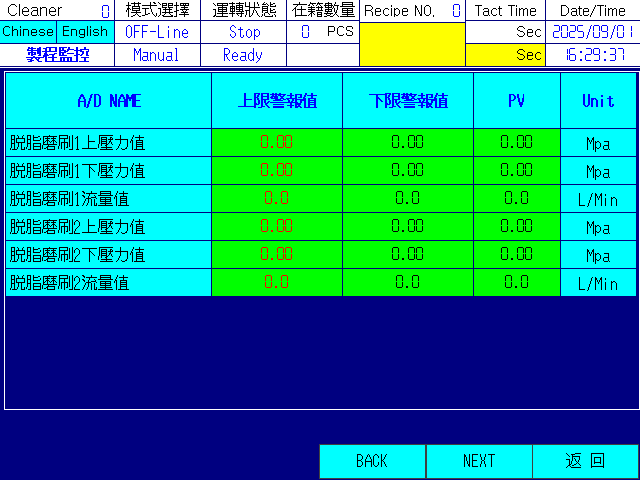 Cleaner 0 模式選擇 運轉狀態 在籍數量 Recipe NO. 0 Tact Time Date/Time
Chinese English OFF-Line Stop 0 PCS Sec 2025/09/01
製程監控 Manual Ready Sec 16:29:37
A/D NAME 上限警報值 下限警報值 PV Unit
脱脂磨刷1上壓力值 0.00 0.00 0.00 Mpa
脱脂磨刷1下壓力值 0.00 0.00 0.00 Mpa
脱脂磨刷1流量值 0.0 0.0 0.0 L/Min
脱脂磨刷2上壓力值 0.00 0.00 0.00 Mpa
脱脂磨刷2下壓力值 0.00 0.00 0.00 Mpa
脱脂磨刷2流量值 0.0 0.0 0.0 L/Min
BACK NEXT 返 回